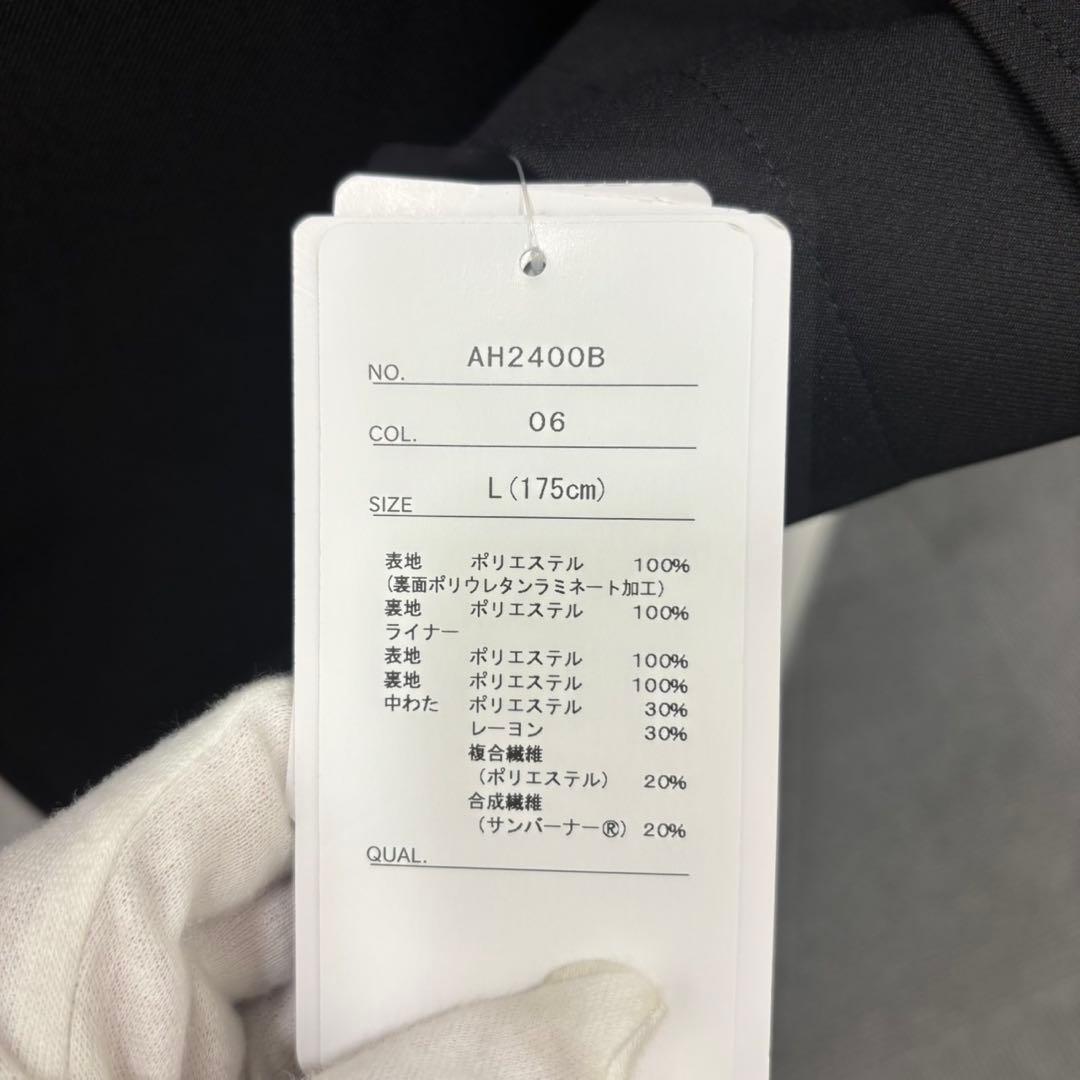 NO. AH2400B
COL. 06
SIZE L(175cm)
表地 ポリエステル 100%
(裏面ポリウレタンラミネート加工)
裏地 ポリエステル 100%
ライナー
表地 ポリエステル 100%
裏地 ポリエステル 100%
中わた ポリエステル 30%
レーヨン 30%
複合繊維
(ポリエステル) 20%
合成繊維
(サンバーナー®) 20%
QUAL.